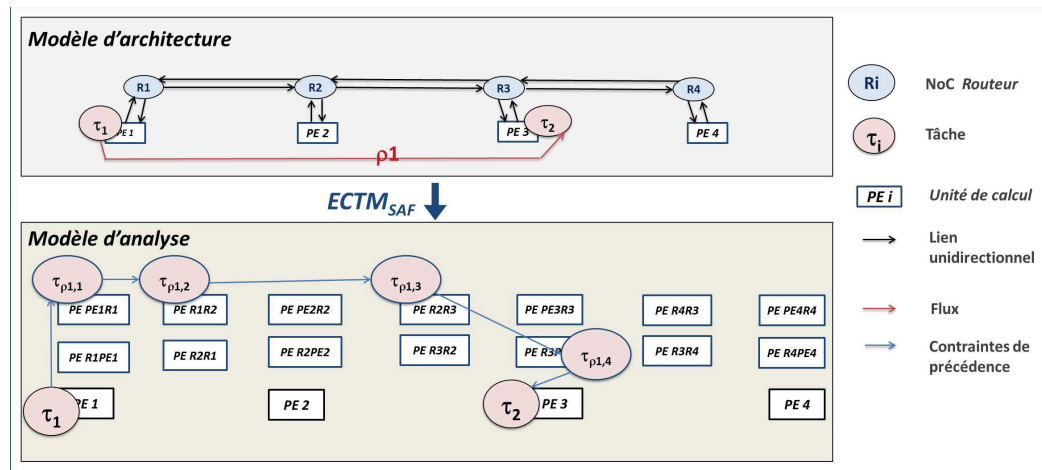 Modèle d'architecture
R1
R2
R3
R4
τ1
PE 1
PE 2
PE 3
τ2
PE 4
ρ1
ECTM SAF
Modèle d'analyse
τρ1,1
τρ1,2
τρ1,3
PE PE1R1
PE R1R2
PE PE2R2
PE R2R3
PE PE3R3
PE R4R3
PE PE4R4
PE R1PE1
PE R2R1
PE R2PE2
PE R3R2
PE R3P
τρ1,4
PE R3R4
PE R4PE4
τ1
PE 1
PE 2
τ2
PE 3
PE 4
Ri
NoC Routeur
τi
Tâche
PE i
Unité de calcul
Lien
unidirectionnel
Flux
Contraintes de
précédence